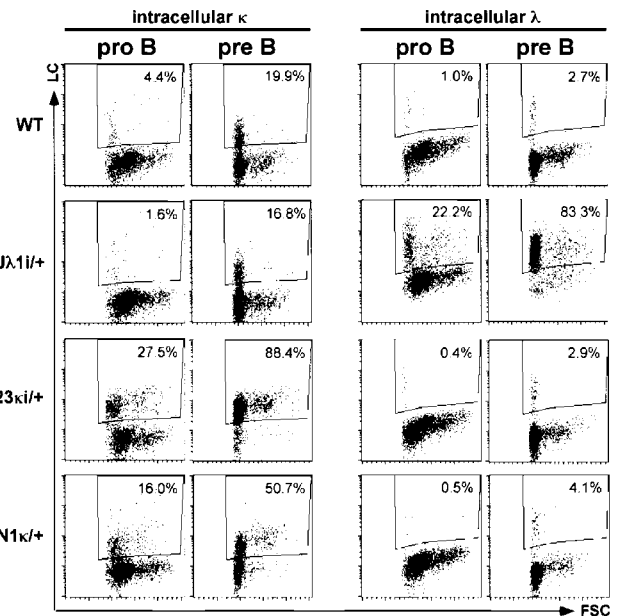 intracellular κ intracellular λ
pro B pre B pro B pre B
LC
WT 4.4% 19.9% 1.0% 2.7%
Jλ1i/+ 1.6% 16.8% 22.2% 83.3%
23κi/+ 27.5% 88.4% 0.4% 2.9%
N1κ/+ 16.0% 50.7% 0.5% 4.1%
FSC